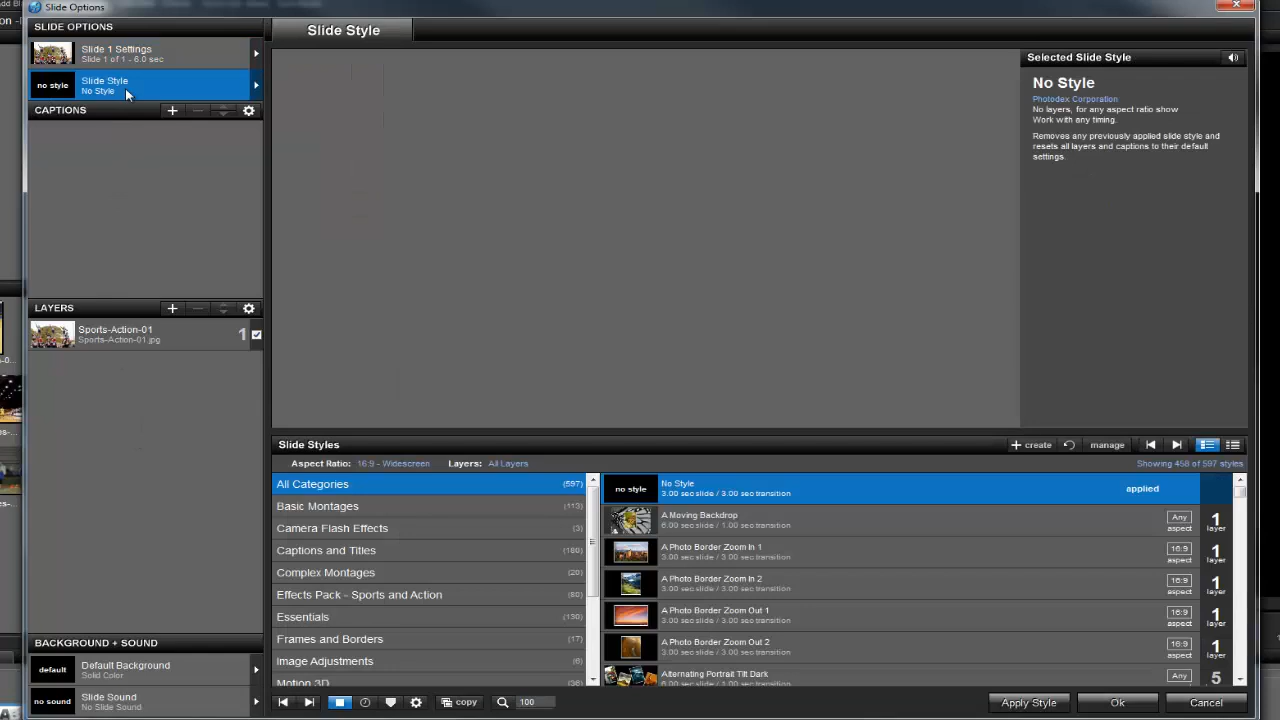 Slide Options
SLIDE OPTIONS
Slide 1 Settings
Slide 1 of 1 - 6.0 sec
no style
Slide Style
No Style
CAPTIONS
LAYERS
Sports-Action-01
Sports-Action-01.jpg
1
BACKGROUND + SOUND
default
Default Background
Solid Color
no sound
Slide Sound
No Slide Sound
Slide Style
Selected Slide Style
No Style
Photodex Corporation
No layers, for any aspect ratio show
Work with any timing.
Removes any previously applied slide style and
resets all layers and captions to their default
settings.
Slide Styles
create
manage
Aspect Ratio: 16:9 - Widescreen Layers: All Layers
Showing 458 of 597 styles
All Categories (597)
Basic Montages (113)
Camera Flash Effects (3)
Captions and Titles (180)
Complex Montages (20)
Effects Pack - Sports and Action (80)
Essentials (130)
Frames and Borders (17)
Image Adjustments (6)
Motion 3D (36)
no style
No Style
3.00 sec slide / 3.00 sec transition
applied
A Moving Backdrop
6.00 sec slide / 1.00 sec transition
Any
aspect
1
layer
A Photo Border Zoom In 1
3.00 sec slide / 3.00 sec transition
16:9
aspect
1
layer
A Photo Border Zoom In 2
3.00 sec slide / 3.00 sec transition
16:9
aspect
1
layer
A Photo Border Zoom Out 1
3.00 sec slide / 3.00 sec transition
16:9
aspect
1
layer
A Photo Border Zoom Out 2
3.00 sec slide / 3.00 sec transition
16:9
aspect
1
layer
Alternating Portrait Tilt Dark
6.00 sec slide / 1.00 sec transition
Any
5
copy
100
Apply Style
Ok
Cancel